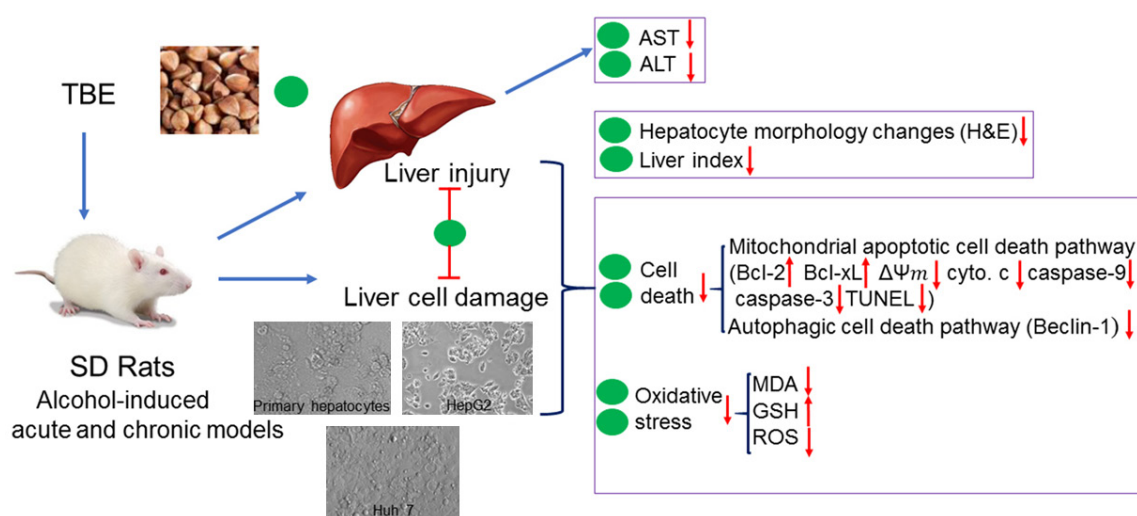 TBE
SD Rats
Alcohol-induced
acute and chronic models
Liver injury
Liver cell damage
Primary hepatocytes
HepG2
Huh 7
AST
ALT
Hepatocyte morphology changes (H&E)
Liver index
Cell
death
Mitochondrial apoptotic cell death pathway
(Bcl-2 Bcl-xL ΔΨm cyto. c caspase-9
caspase-3 TUNEL )
Autophagic cell death pathway (Beclin-1)
Oxidative
stress
MDA
GSH
ROS